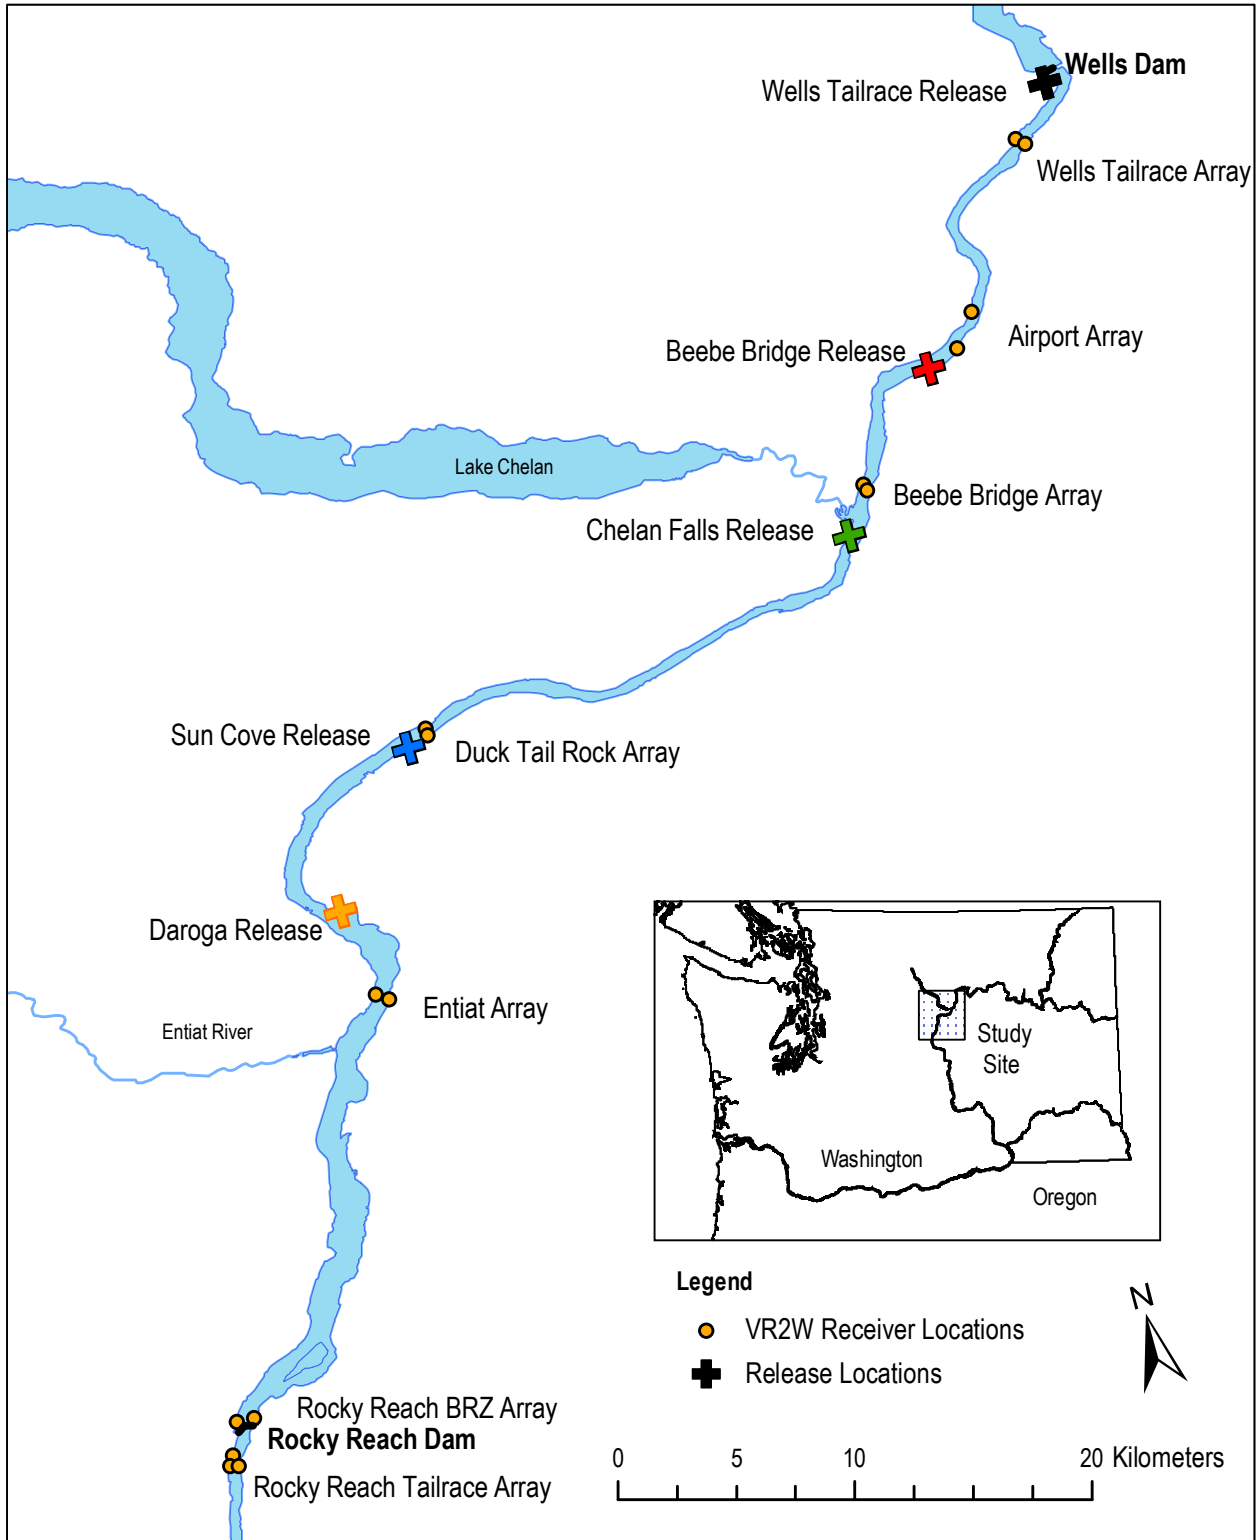 Wells Dam
Wells Tailrace Release
Wells Tailrace Array
Airport Array
Beebe Bridge Release
Lake Chelan
Beebe Bridge Array
Chelan Falls Release
Sun Cove Release
Duck Tail Rock Array
Daroga Release
Entiat Array
Entiat River
Study
Site
Washington
Oregon
Legend
N
VR2W Receiver Locations
Release Locations
Rocky Reach BRZ Array
Rocky Reach Dam
Rocky Reach Tailrace Array
0 5 10 20 Kilometers